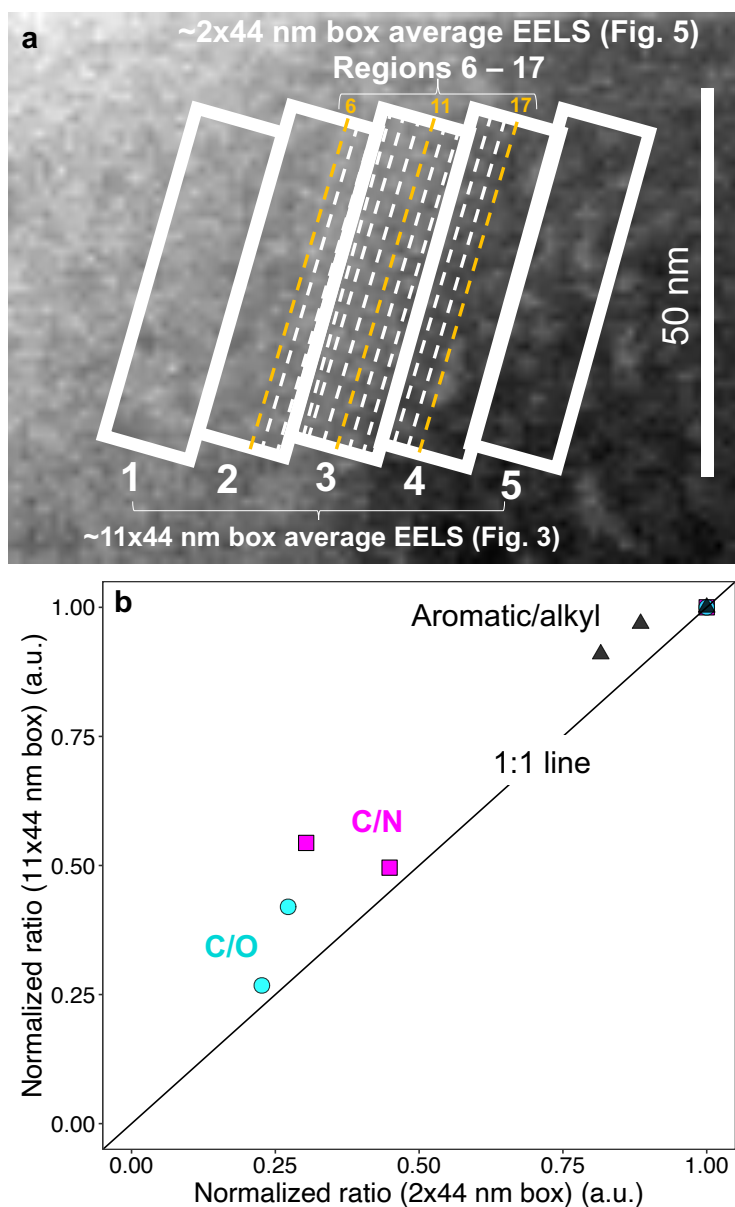 a
~2x44 nm box average EELS (Fig. 5)
Regions 6 – 17
6 11 17
50 nm
1 2 3 4 5
~11x44 nm box average EELS (Fig. 3)
b
Aromatic/alkyl
1:1 line
C/N
C/O
1.00
0.75
0.50
0.25
0.00
Normalized ratio (11x44 nm box) (a.u.)
0.00 0.25 0.50 0.75 1.00
Normalized ratio (2x44 nm box) (a.u.)